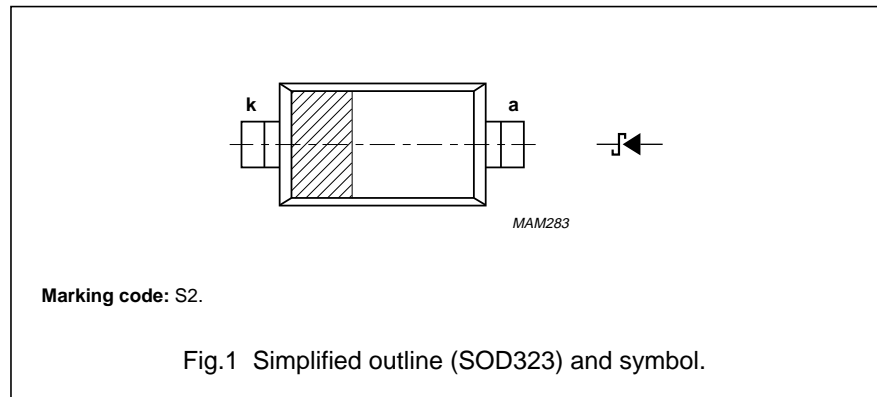 k
a
MAM283
Marking code: S2.
Fig.1 Simplified outline (SOD323) and symbol.